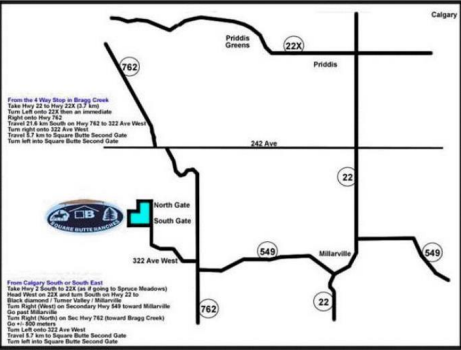 Calgary
Priddis
Greens
22X
Priddis
762
From the 4 Way Stop in Bragg Creek
Take Hwy 22 to Hwy 22X (3.7 km)
Turn Left onto 22X then an immediate
Right onto Hwy 762
Travel 21.6 km South on Hwy 762 to 322 Ave West
Turn right onto 322 Ave West
Travel 5.7 km to Square Butte Second Gate
Turn left into Square Butte Second Gate
242 Ave
22
North Gate
South Gate
SQUARE BUTTE RANCHES
549
Millarville
549
322 Ave West
762
22
From Calgary South or South East
Take Hwy 2 South to 22X (as if going to Spruce Meadows)
Head West on 22X and turn South on Hwy 22 to
Black diamond / Turner Valley / Millarville
Turn Right (West) on Secondary Hwy 549 toward Millarville
Go past Millarville
Turn Right (North) on Sec Hwy 762 (toward Bragg Creek)
Go +/- 800 meters
Turn Left onto 322 Ave West
Travel 5.7 km to Square Butte Second Gate
Turn left into Square Butte Second Gate